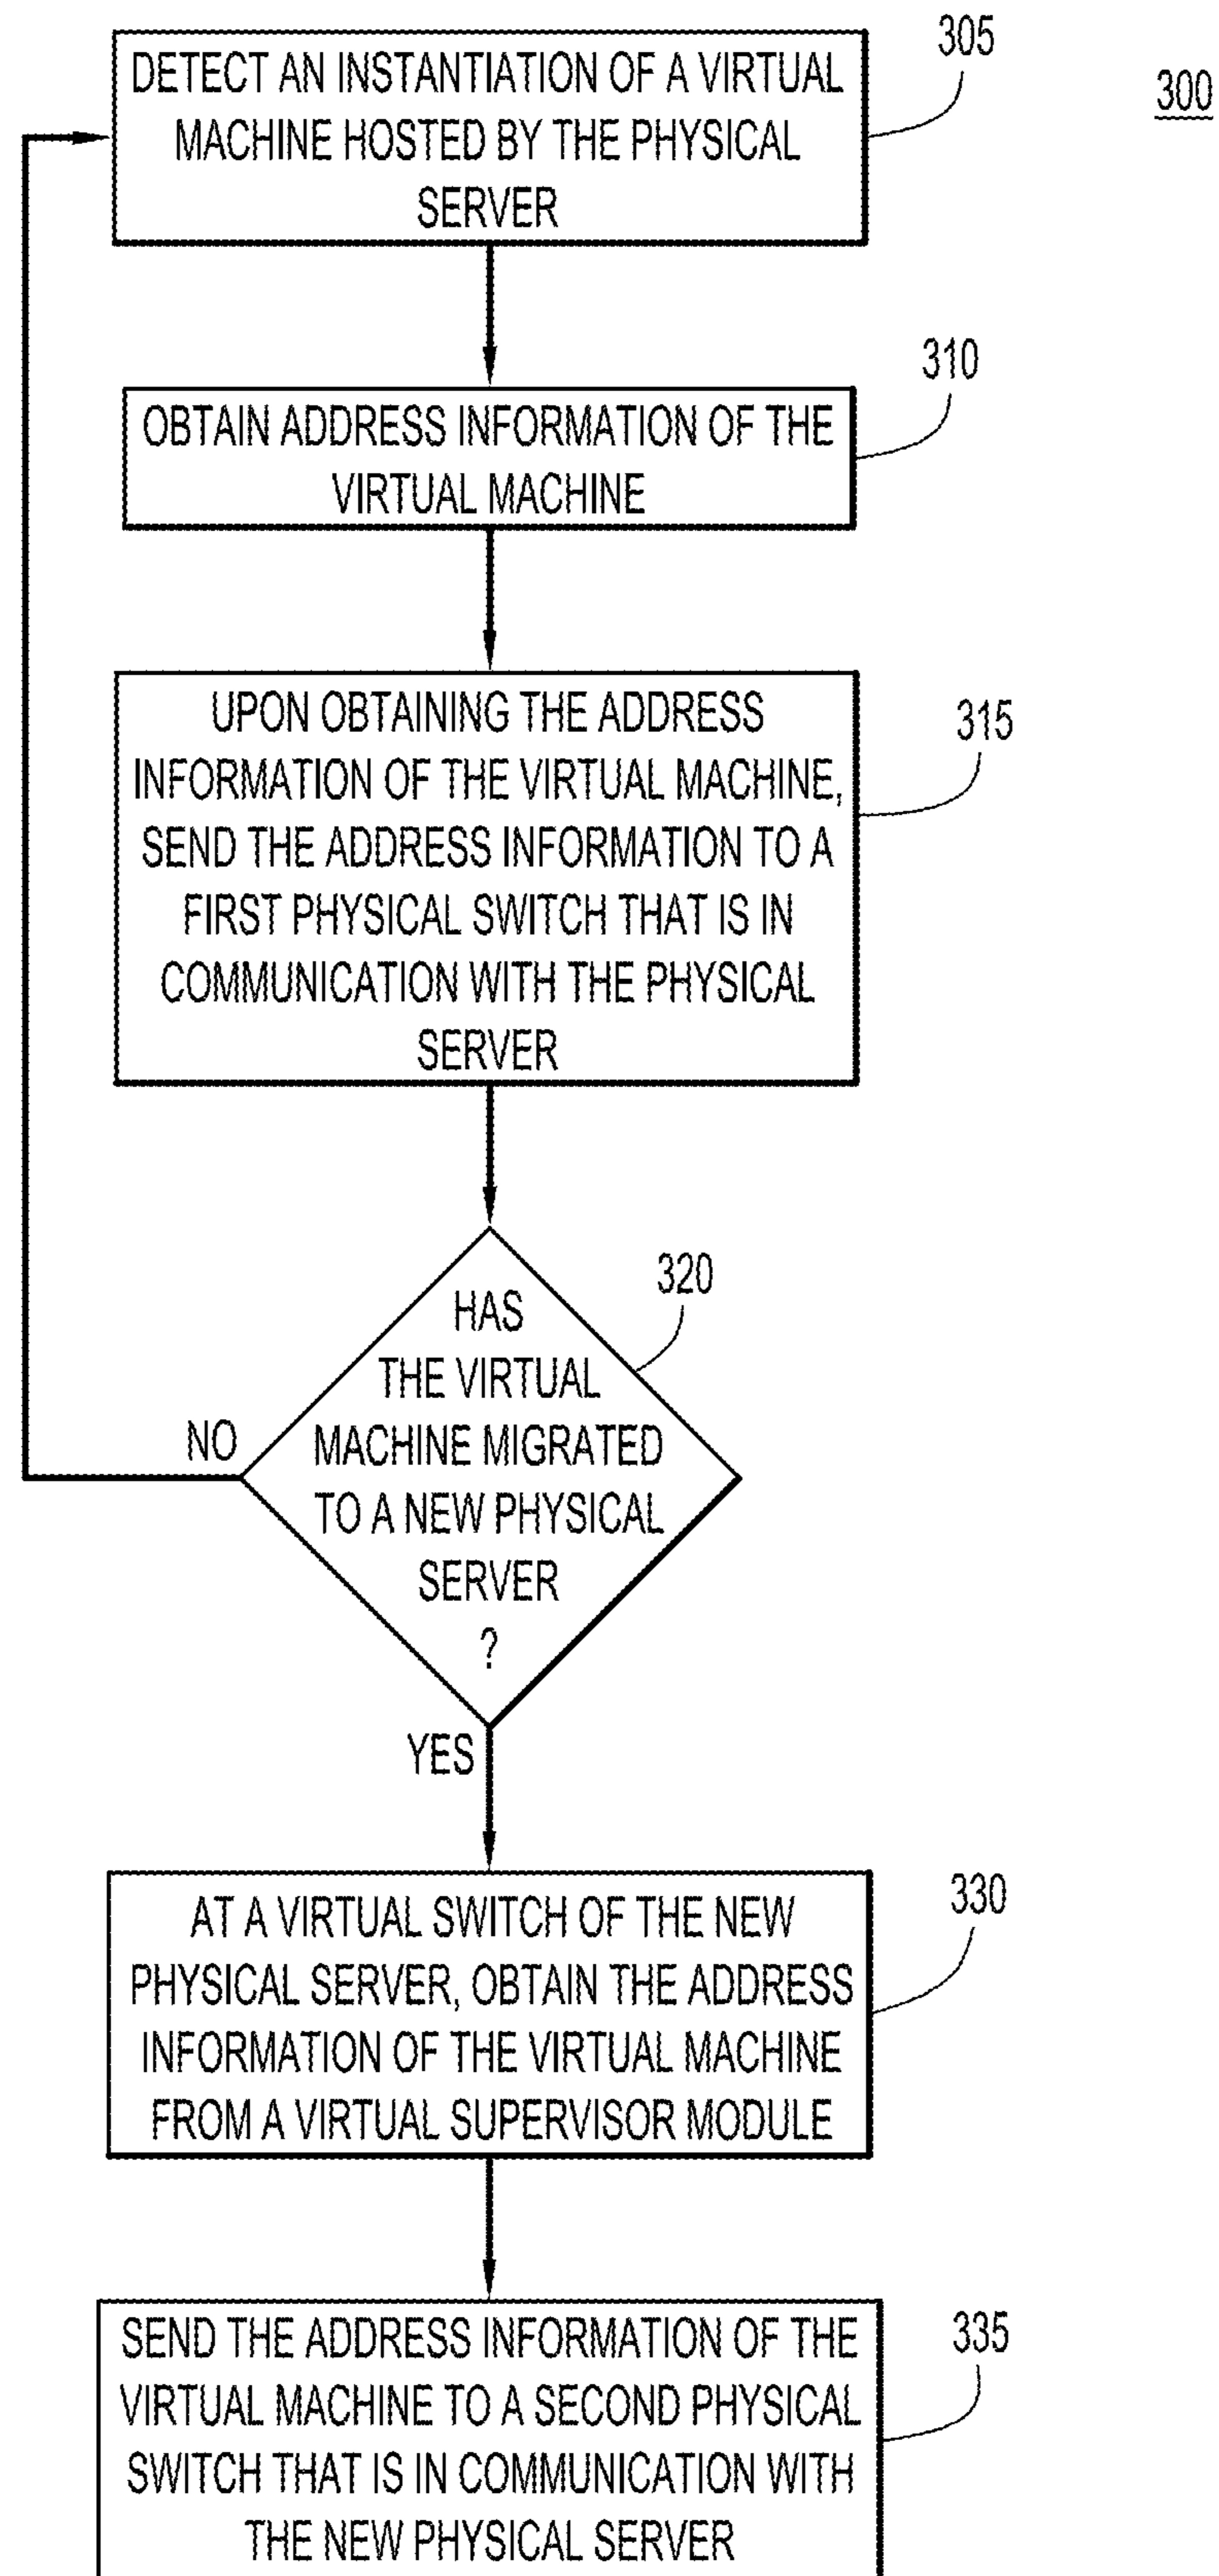 305
300
DETECT AN INSTANTIATION OF A VIRTUAL
MACHINE HOSTED BY THE PHYSICAL
SERVER
310
OBTAIN ADDRESS INFORMATION OF THE
VIRTUAL MACHINE
315
UPON OBTAINING THE ADDRESS
INFORMATION OF THE VIRTUAL MACHINE,
SEND THE ADDRESS INFORMATION TO A
FIRST PHYSICAL SWITCH THAT IS IN
COMMUNICATION WITH THE PHYSICAL
SERVER
320
HAS
THE VIRTUAL
MACHINE MIGRATED
TO A NEW PHYSICAL
SERVER
?
NO
YES
330
AT A VIRTUAL SWITCH OF THE NEW
PHYSICAL SERVER, OBTAIN THE ADDRESS
INFORMATION OF THE VIRTUAL MACHINE
FROM A VIRTUAL SUPERVISOR MODULE
335
SEND THE ADDRESS INFORMATION OF THE
VIRTUAL MACHINE TO A SECOND PHYSICAL
SWITCH THAT IS IN COMMUNICATION WITH
THE NEW PHYSICAL SERVER